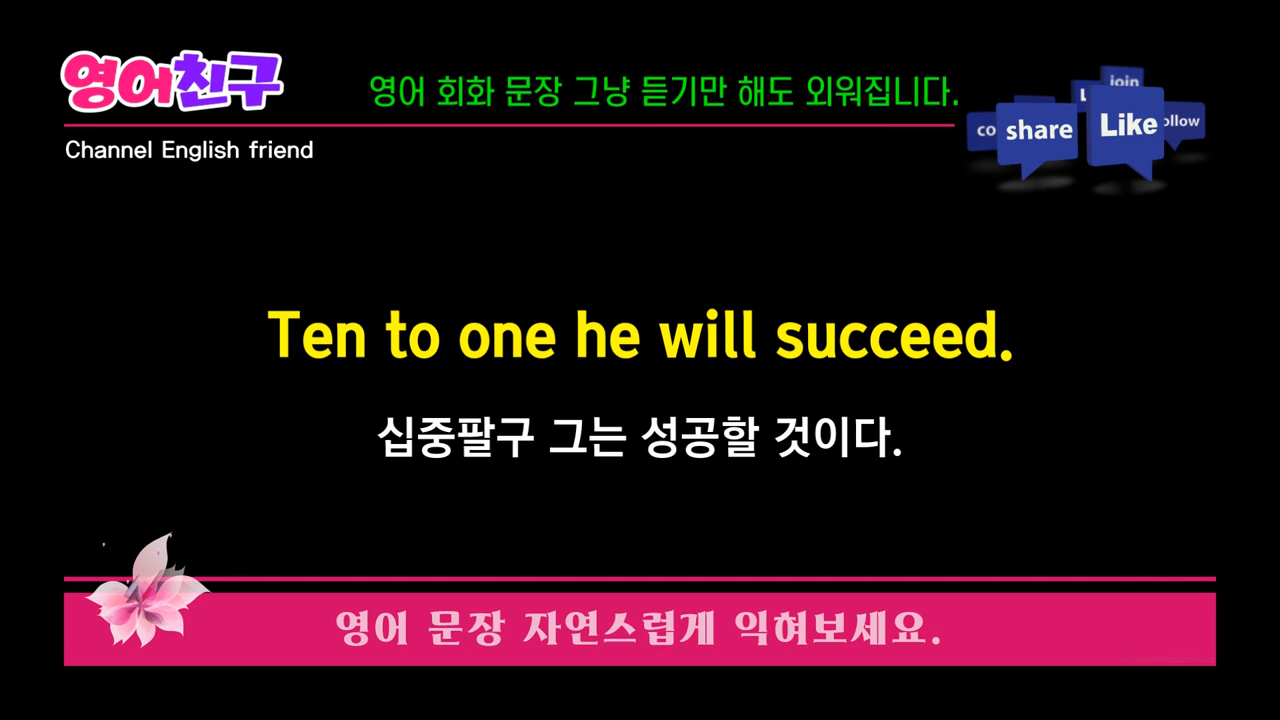 영어친구
영어 회화 문장 그냥 듣기만 해도 외워집니다.
Channel English friend
join
share
Like
Ten to one he will succeed.
십중팔구 그는 성공할 것이다.
영어 문장 자연스럽게 익혀보세요.